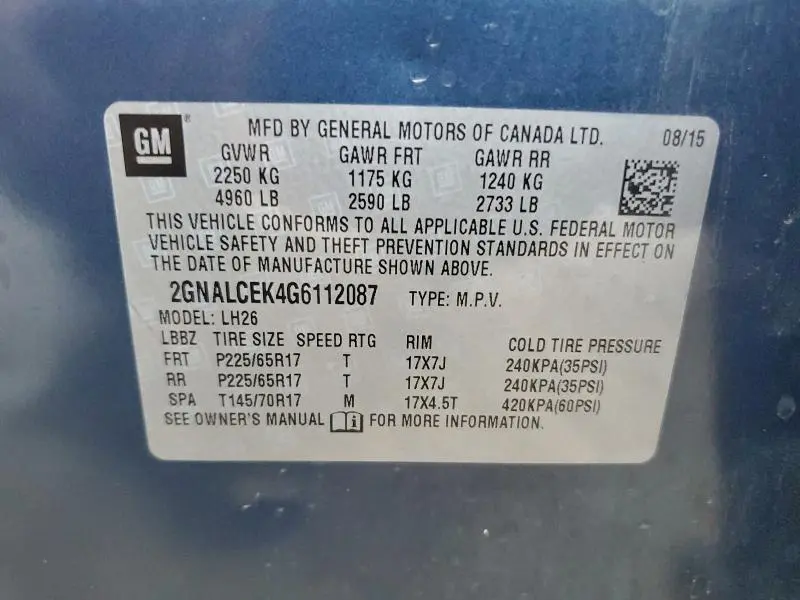 GM ® MFD BY GENERAL MOTORS OF CANADA LTD. 08/15
GVWR GAWR FRT GAWR RR
2250 KG 1175 KG 1240 KG
4960 LB 2590 LB 2733 LB
THIS VEHICLE CONFORMS TO ALL APPLICABLE U.S. FEDERAL MOTOR
VEHICLE SAFETY AND THEFT PREVENTION STANDARDS IN EFFECT ON
THE DATE OF MANUFACTURE SHOWN ABOVE.
2GNALCEK4G6112087 TYPE: M.P.V.
MODEL: LH26
LBBZ TIRE SIZE SPEED RTG RIM COLD TIRE PRESSURE
FRT P225/65R17 T 17X7J 240KPA(35PSI)
RR P225/65R17 T 17X7J 240KPA(35PSI)
SPA T145/70R17 M 17X4.5T 420KPA(60PSI)
SEE OWNER'S MANUAL FOR MORE INFORMATION.